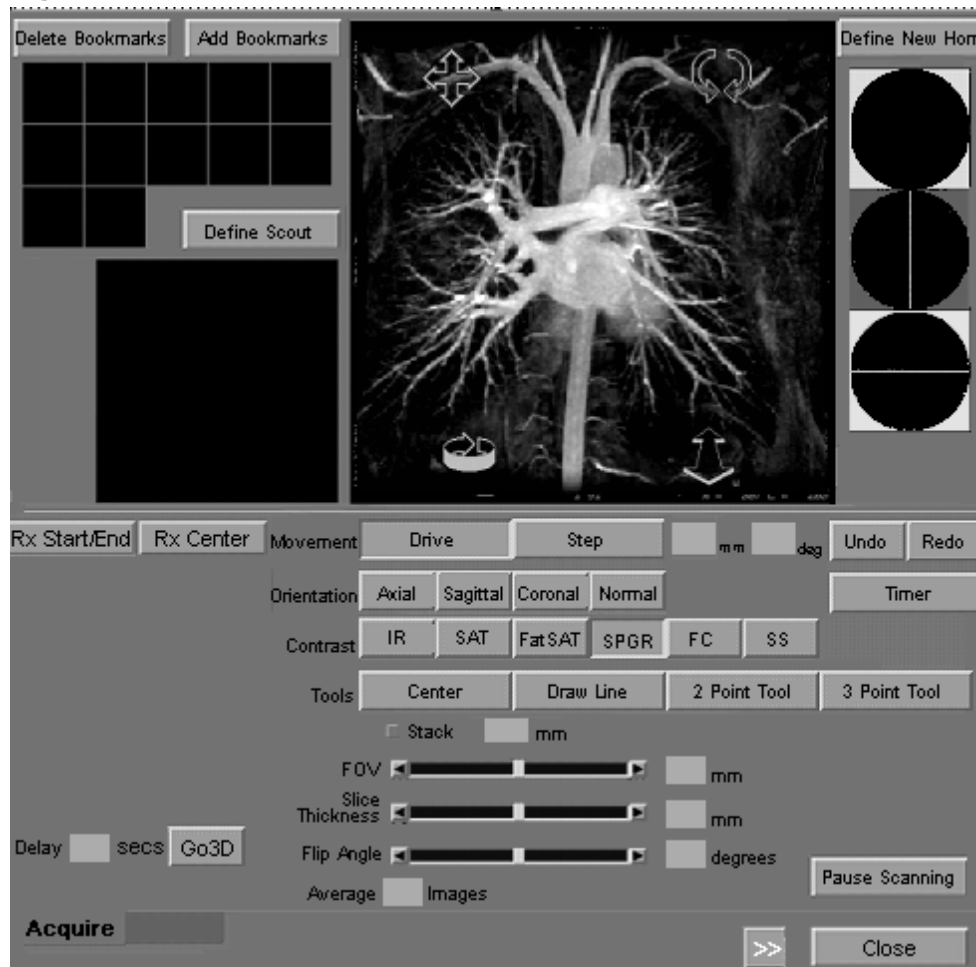 Delete Bookmarks Add Bookmarks Define New Hom
Define Scout
Rx Start/End Rx Center Movement Drive Step mm deg Undo Redo
Orientation Axial Sagittal Coronal Normal Timer
Contrast IR SAT FatSAT SPGR FC SS
Tools Center Draw Line 2 Point Tool 3 Point Tool
Stack mm
FOV mm
Slice
Thickness mm
Delay secs Go3D Flip Angle degrees
Pause Scanning
Average Images
Acquire
>> Close